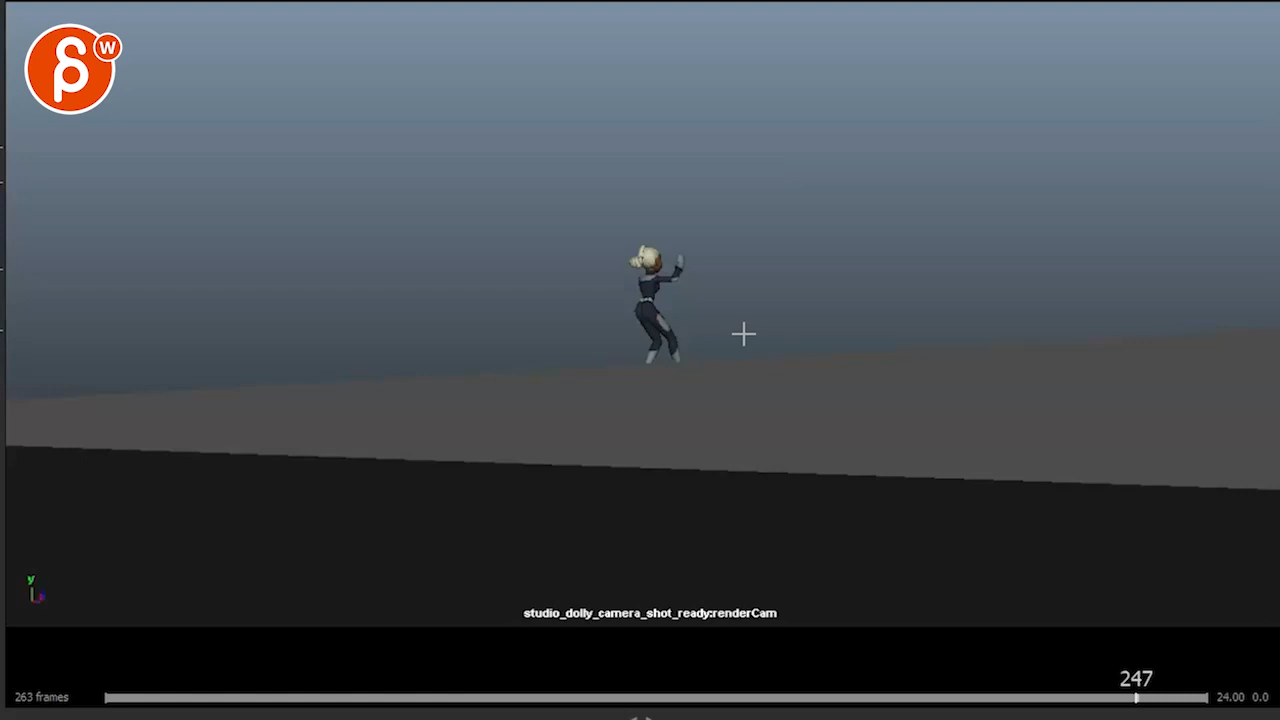 W
y
studio_dolly_camera_shot_ready:renderCam
247
263 frames
24.00 0.0